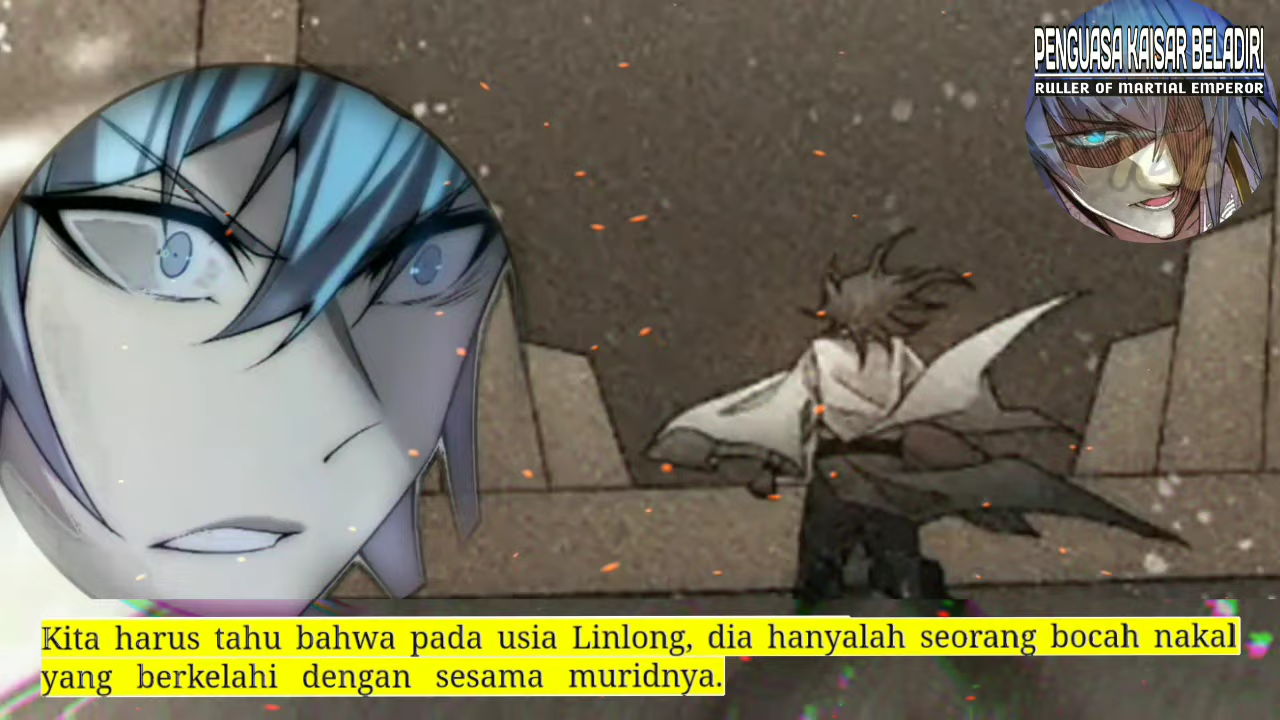 PENGUASA KAISAR BELADIRI
RULLER OF MARTIAL EMPEROR
Kita harus tahu bahwa pada usia Linlong, dia hanyalah seorang bocah nakal
yang berkelahi dengan sesama muridnya.